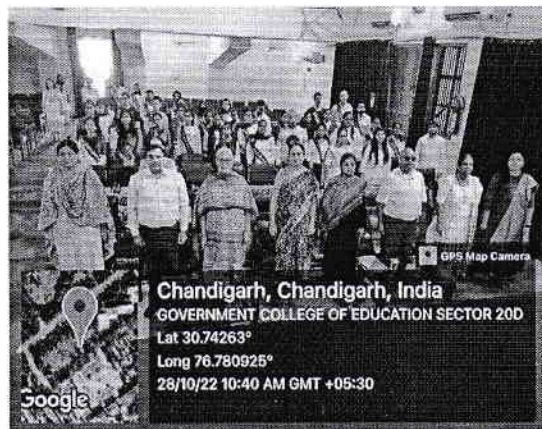 GPS Map Camera
Chandigarh, Chandigarh, India
GOVERNMENT COLLEGE OF EDUCATION SECTOR 20D
Lat 30.74263°
Long 76.780925°
28/10/22 10:40 AM GMT +05:30
Google